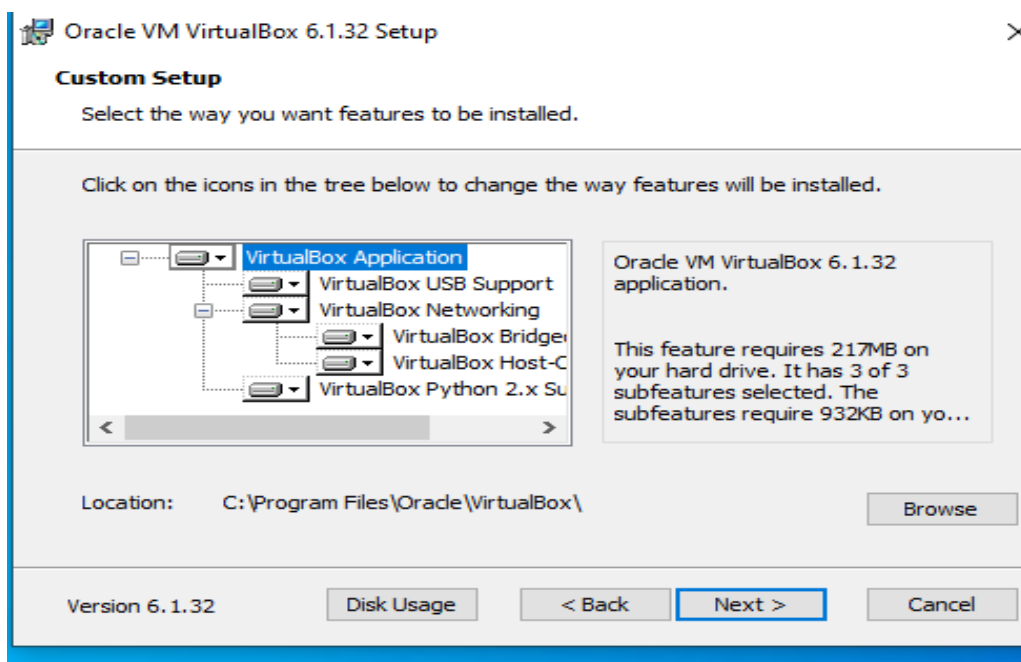 Oracle VM VirtualBox 6.1.32 Setup
Custom Setup
Select the way you want features to be installed.
Click on the icons in the tree below to change the way features will be installed.
VirtualBox Application
VirtualBox USB Support
VirtualBox Networking
VirtualBox
VirtualBox
VirtualBox Python 2.x
Oracle VM VirtualBox 6.1.32
application.
This feature requires 217MB on
your hard drive. It has 3 of 3
subfeatures selected. The
subfeatures require 932KB on yo...
Location: C:\Program Files\Oracle\VirtualBox\
Browse
Version 6.1.32
Disk Usage
< Back
Next >
Cancel